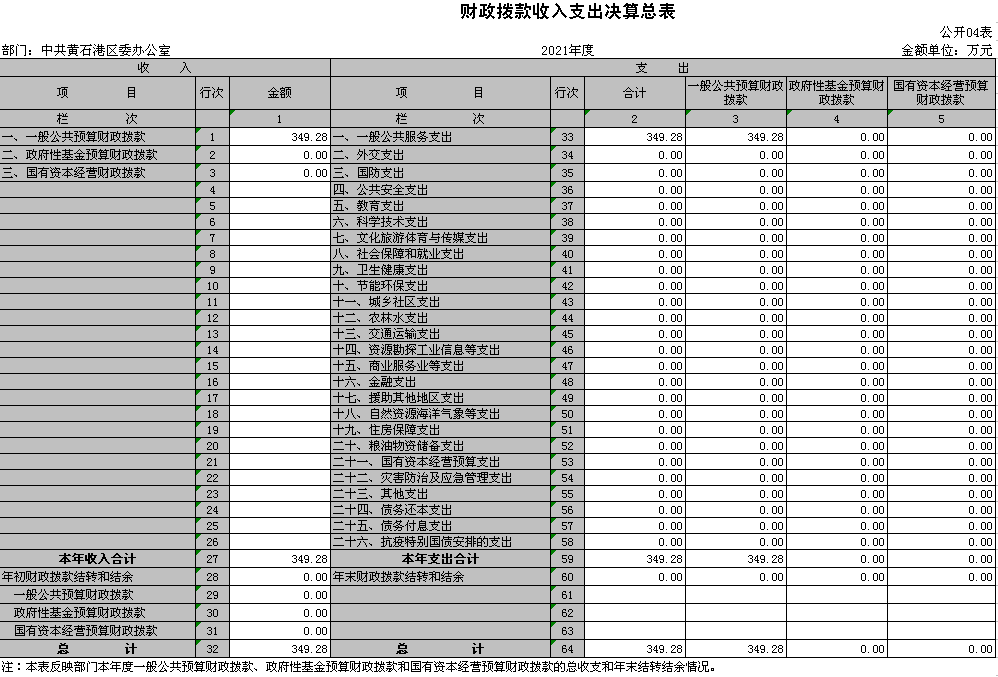 财政拨款收入支出决算总表
公开04表
部门：中共黄石港区委办公室 2021年度 金额单位：万元
收 入 支 出
项 目 行次 金额 项 目 行次 合计 一般公共预算财政拨款 政府性基金预算财政拨款 国有资本经营预算财政拨款
栏 次 1 栏 次 2 3 4 5
一、一般公共预算财政拨款 1 349.28 一、一般公共服务支出 33 349.28 349.28 0.00 0.00
二、政府性基金预算财政拨款 2 0.00 二、外交支出 34 0.00 0.00 0.00 0.00
三、国有资本经营财政拨款 3 0.00 三、国防支出 35 0.00 0.00 0.00 0.00
4 四、公共安全支出 36 0.00 0.00 0.00 0.00
5 五、教育支出 37 0.00 0.00 0.00 0.00
6 六、科学技术支出 38 0.00 0.00 0.00 0.00
7 七、文化旅游体育与传媒支出 39 0.00 0.00 0.00 0.00
8 八、社会保障和就业支出 40 0.00 0.00 0.00 0.00
9 九、卫生健康支出 41 0.00 0.00 0.00 0.00
10 十、节能环保支出 42 0.00 0.00 0.00 0.00
11 十一、城乡社区支出 43 0.00 0.00 0.00 0.00
12 十二、农林水支出 44 0.00 0.00 0.00 0.00
13 十三、交通运输支出 45 0.00 0.00 0.00 0.00
14 十四、资源勘探工业信息等支出 46 0.00 0.00 0.00 0.00
15 十五、商业服务业等支出 47 0.00 0.00 0.00 0.00
16 十六、金融支出 48 0.00 0.00 0.00 0.00
17 十七、援助其他地区支出 49 0.00 0.00 0.00 0.00
18 十八、自然资源海洋气象等支出 50 0.00 0.00 0.00 0.00
19 十九、住房保障支出 51 0.00 0.00 0.00 0.00
20 二十、粮油物资储备支出 52 0.00 0.00 0.00 0.00
21 二十一、国有资本经营预算支出 53 0.00 0.00 0.00 0.00
22 二十二、灾害防治及应急管理支出 54 0.00 0.00 0.00 0.00
23 二十三、其他支出 55 0.00 0.00 0.00 0.00
24 二十四、债务还本支出 56 0.00 0.00 0.00 0.00
25 二十五、债务付息支出 57 0.00 0.00 0.00 0.00
26 二十六、抗疫特别国债安排的支出 58 0.00 0.00 0.00 0.00
本年收入合计 27 349.28 本年支出合计 59 349.28 349.28 0.00 0.00
年初财政拨款结转和结余 28 0.00 年末财政拨款结转和结余 60 0.00 0.00 0.00 0.00
一般公共预算财政拨款 29 0.00 61
政府性基金预算财政拨款 30 0.00 62
国有资本经营预算财政拨款 31 0.00 63
总 计 32 349.28 总 计 64 349.28 349.28 0.00 0.00
注：本表反映部门本年度一般公共预算财政拨款、政府性基金预算财政拨款和国有资本经营预算财政拨款的总收支和年末结转结余情况。